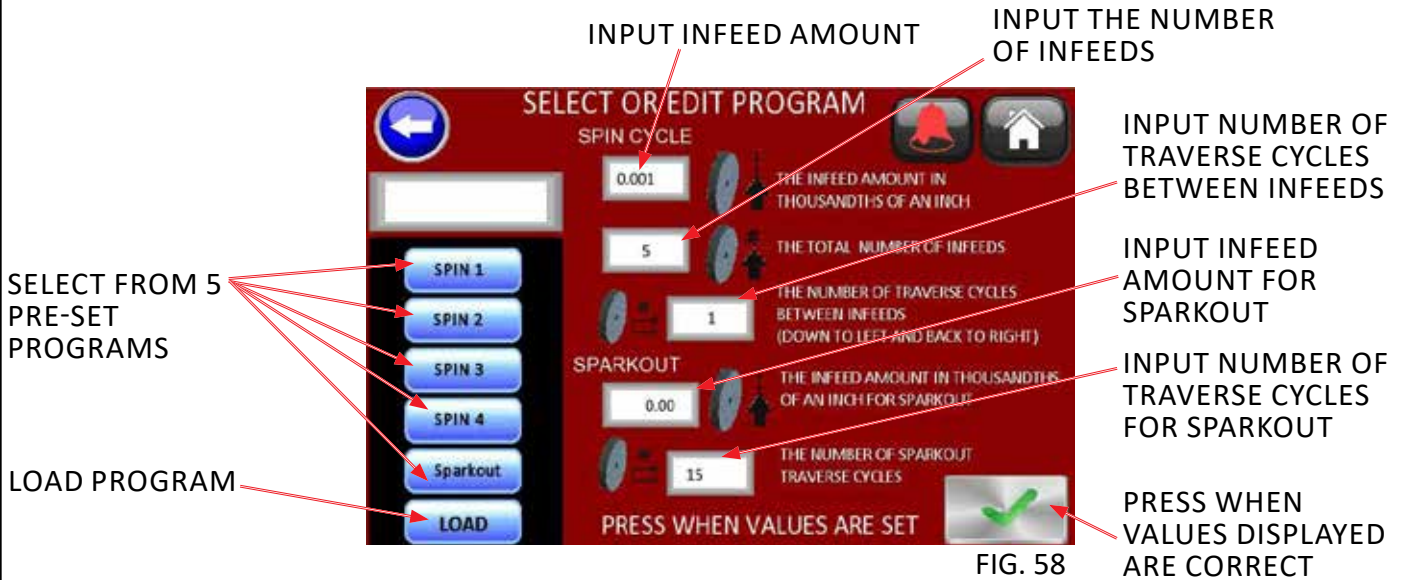 INPUT INFEED AMOUNT
INPUT THE NUMBER
OF INFEEDS
SELECT OR EDIT PROGRAM
SPIN CYCLE
0.001
THE INFEED AMOUNT IN
THOUSANDTHS OF AN INCH
5
THE TOTAL NUMBER OF INFEEDS
1
THE NUMBER OF TRAVERSE CYCLES
BETWEEN INFEEDS
(DOWN TO LEFT AND BACK TO RIGHT)
SPARKOUT
0.00
THE INFEED AMOUNT IN THOUSANDTHS
OF AN INCH FOR SPARKOUT
15
THE NUMBER OF SPARKOUT
TRAVERSE CYCLES
PRESS WHEN VALUES ARE SET
SPIN 1
SPIN 2
SPIN 3
SPIN 4
Sparkout
LOAD
SELECT FROM 5
PRE-SET
PROGRAMS
LOAD PROGRAM
INPUT NUMBER OF
TRAVERSE CYCLES
BETWEEN INFEEDS
INPUT INFEED
AMOUNT FOR
SPARKOUT
INPUT NUMBER OF
TRAVERSE CYCLES
FOR SPARKOUT
PRESS WHEN
VALUES DISPLAYED
ARE CORRECT
FIG. 58